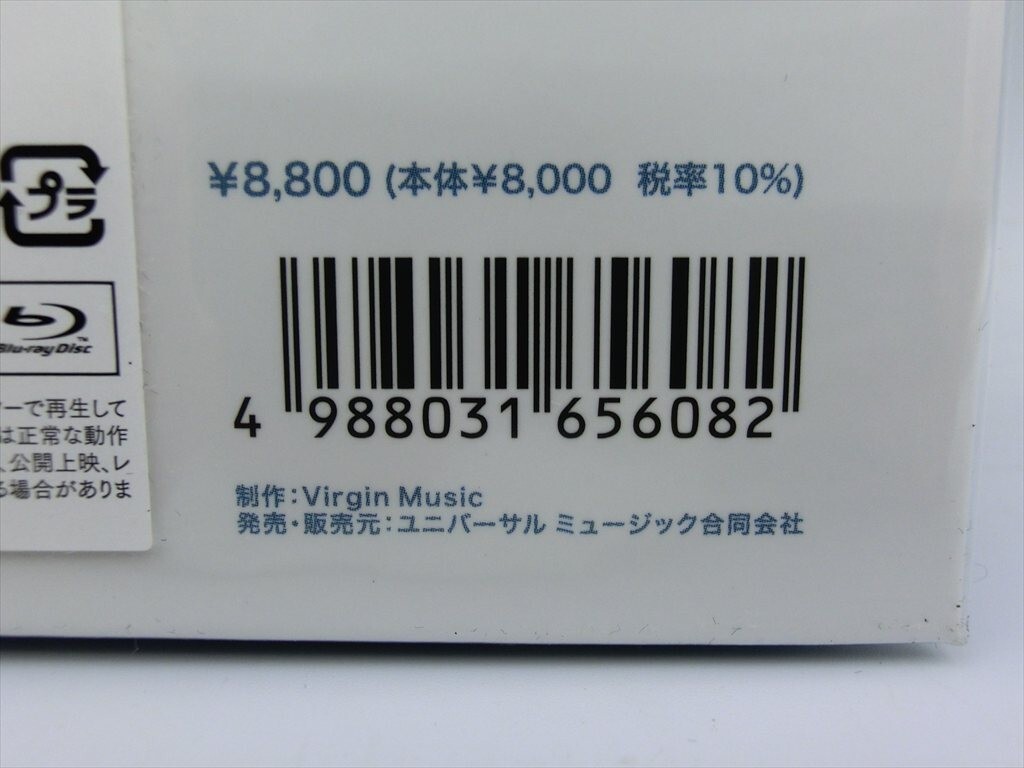 ¥8,800 (本体¥8,000 税率10%)
プラ
Blu-ray Disc
TM
ーで再生して
は正常な動作
、公開上映、レ
る場合がありま
4 988031 656082
制作:Virgin Music
発売・販売元:ユニバーサル ミュージック合同会社